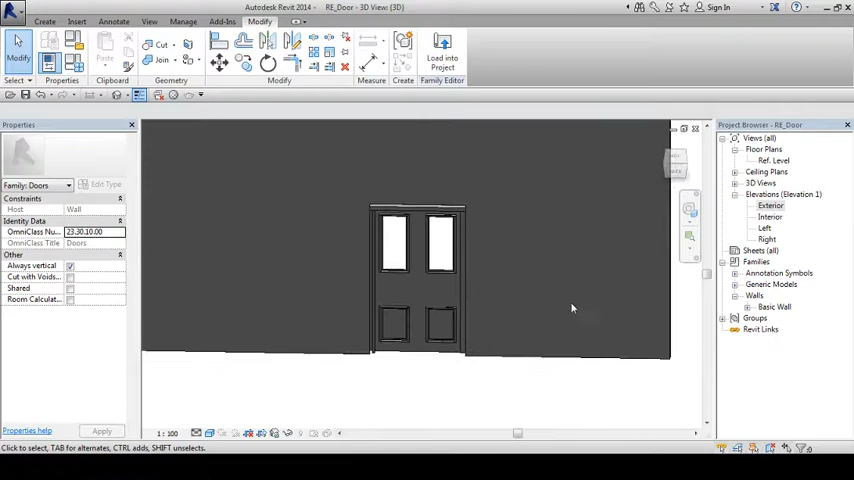 Autodesk Revit 2014 - RE_Door - 3D View: {3D}
Sign In
Create Insert Annotate View Manage Add-Ins Modify
Modify
Paste
Cut
Join
Load into
Project
Select Properties Clipboard Geometry Modify Measure Create Family Editor
Properties
Project Browser - RE_Door
Family: Doors
Edit Type
Constraints
Host Wall
Identity Data
OmniClass Nu... 23.30.10.00
OmniClass Title Doors
Other
Always vertical
Cut with Voids...
Shared
Room Calculat...
Properties help
Apply
Views (all)
Floor Plans
Ref. Level
Ceiling Plans
3D Views
Elevations (Elevation 1)
Exterior
Interior
Left
Right
Sheets (all)
Families
Annotation Symbols
Generic Models
Walls
Basic Wall
Groups
Revit Links
1 : 100
Click to select, TAB for alternates, CTRL adds, SHIFT unselects.
:0